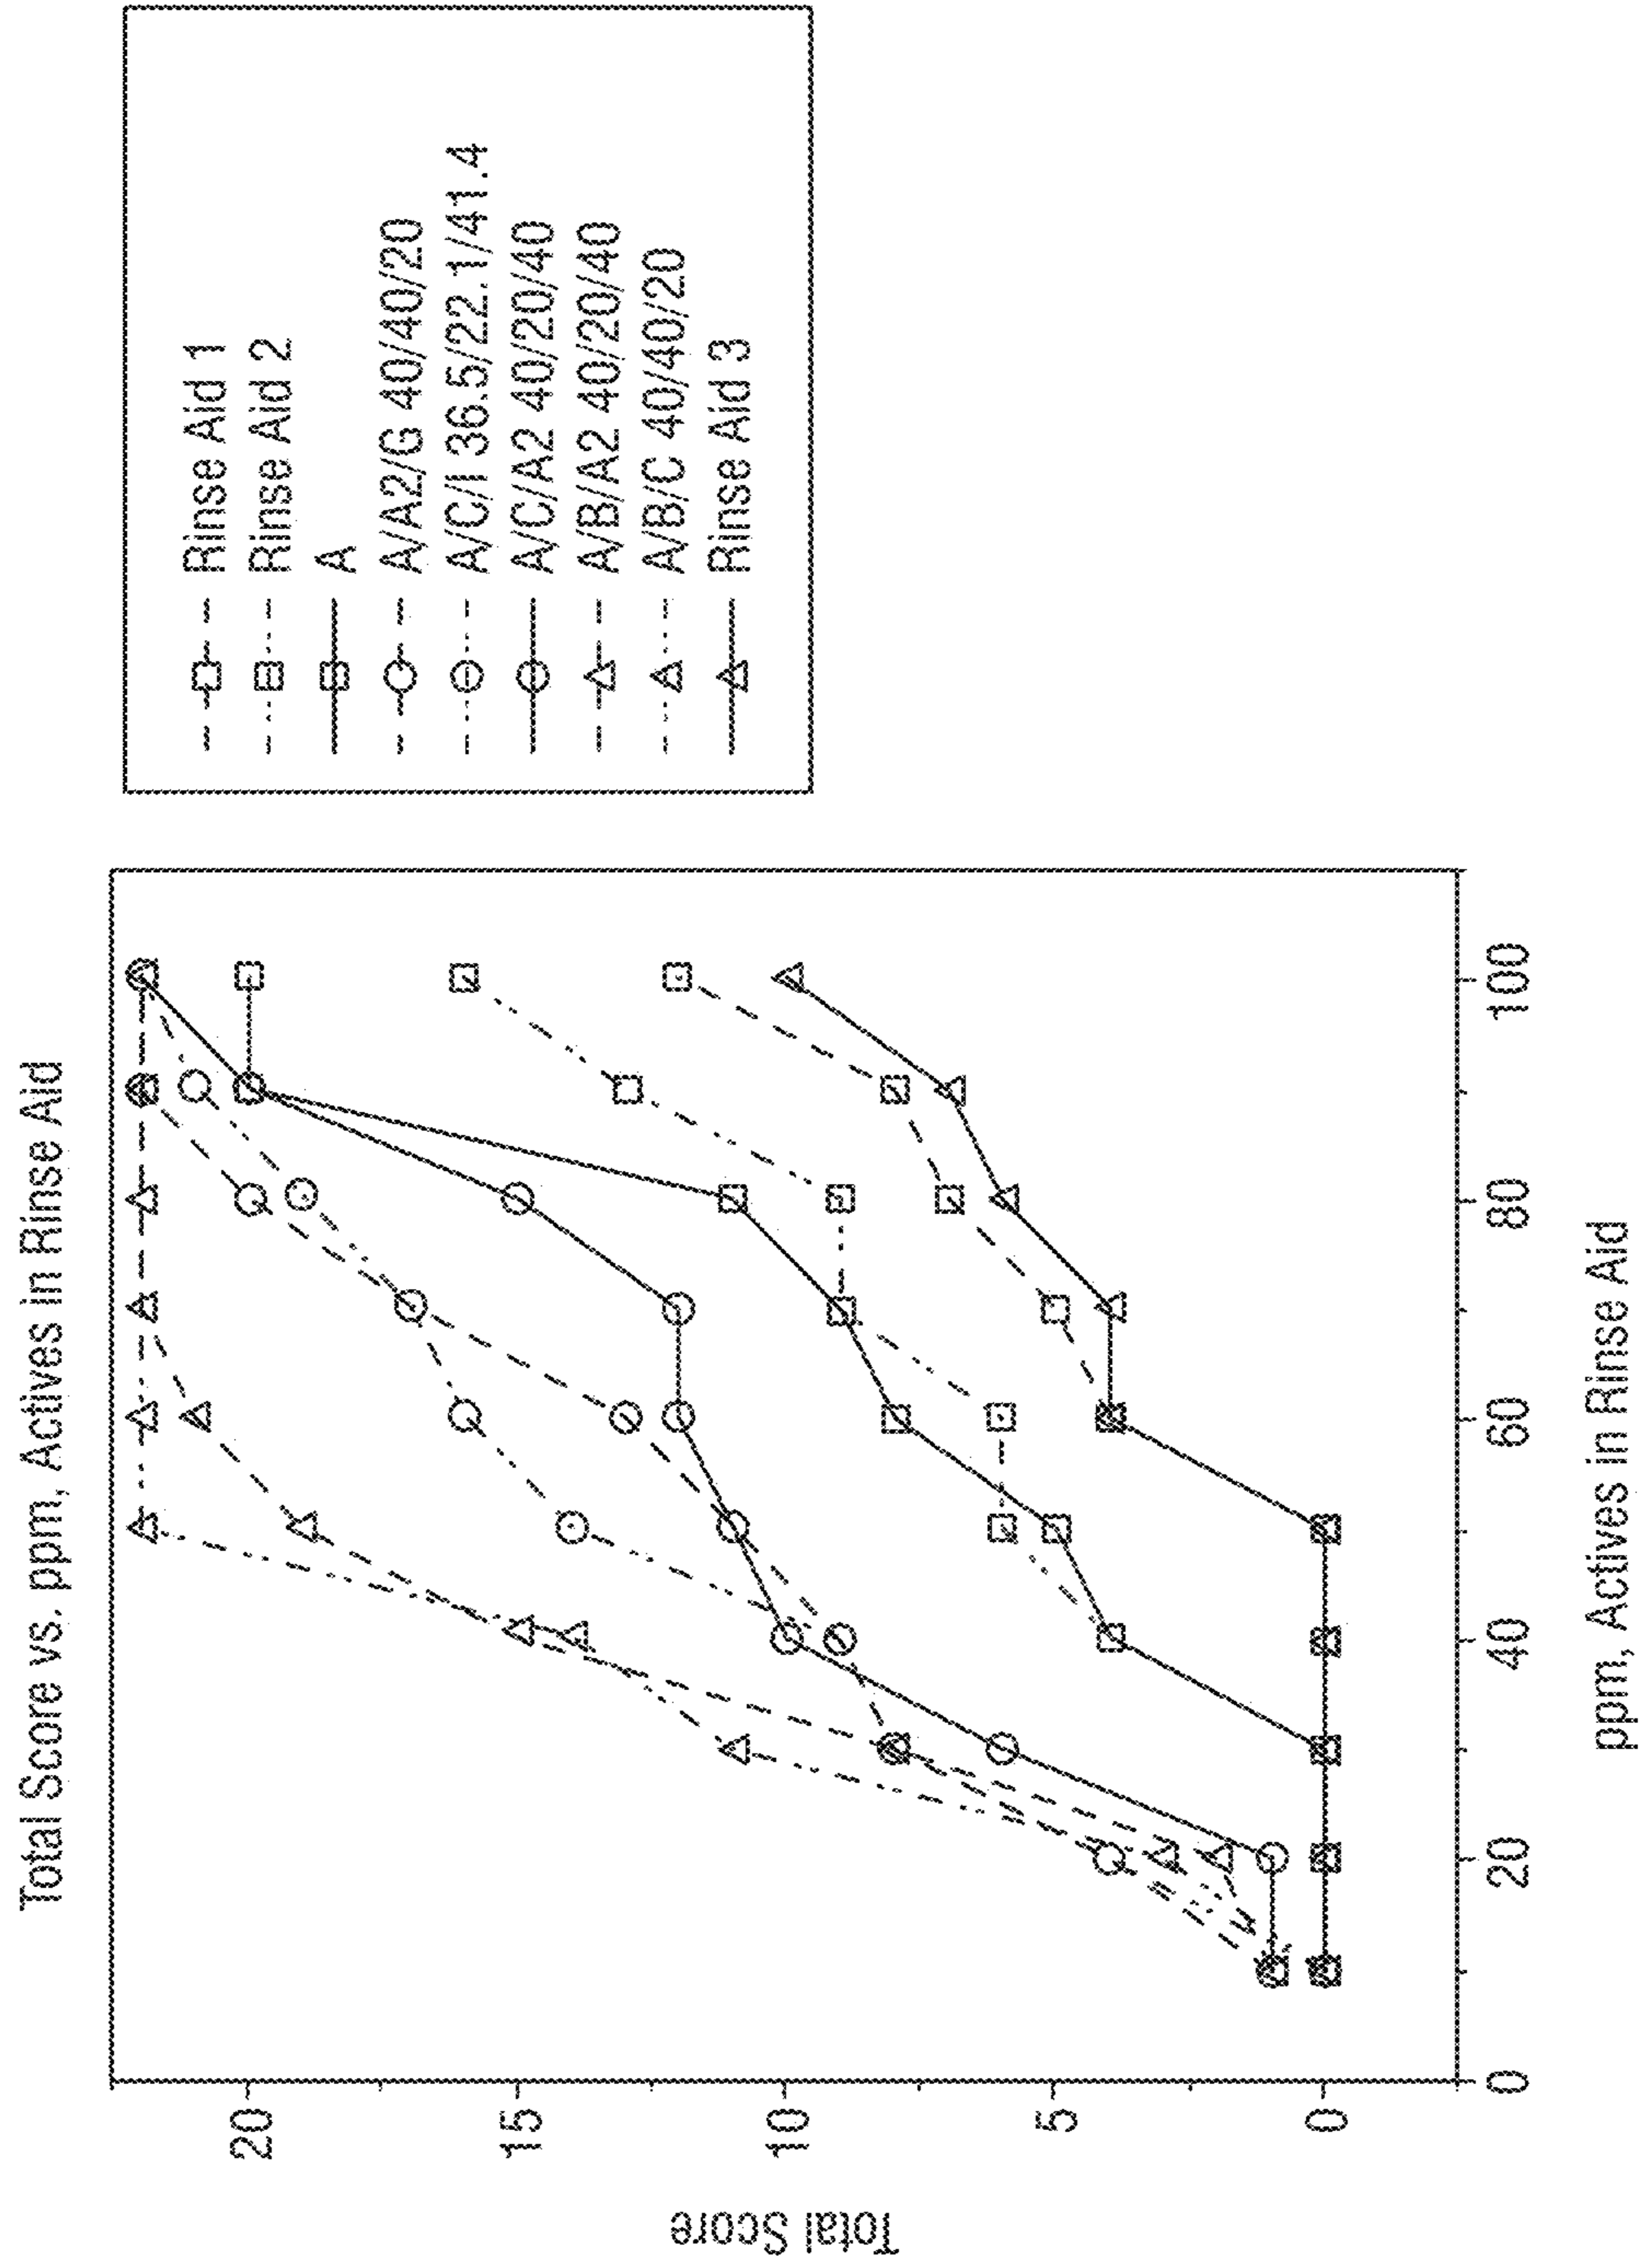 Total Score vs. ppm, Actives in Rinse Aid
Total Score
20
15
10
5
0
0
20
40
60
80
100
ppm, Actives in Rinse Aid
Rinse Aid 1
Rinse Aid 2
A
A/A2/G 40/40/20
A/C/I 36.5/22.1/41.4
A/C/A2 40/20/40
A/B/A2 40/20/40
A/B/C 40/40/20
Rinse Aid 3